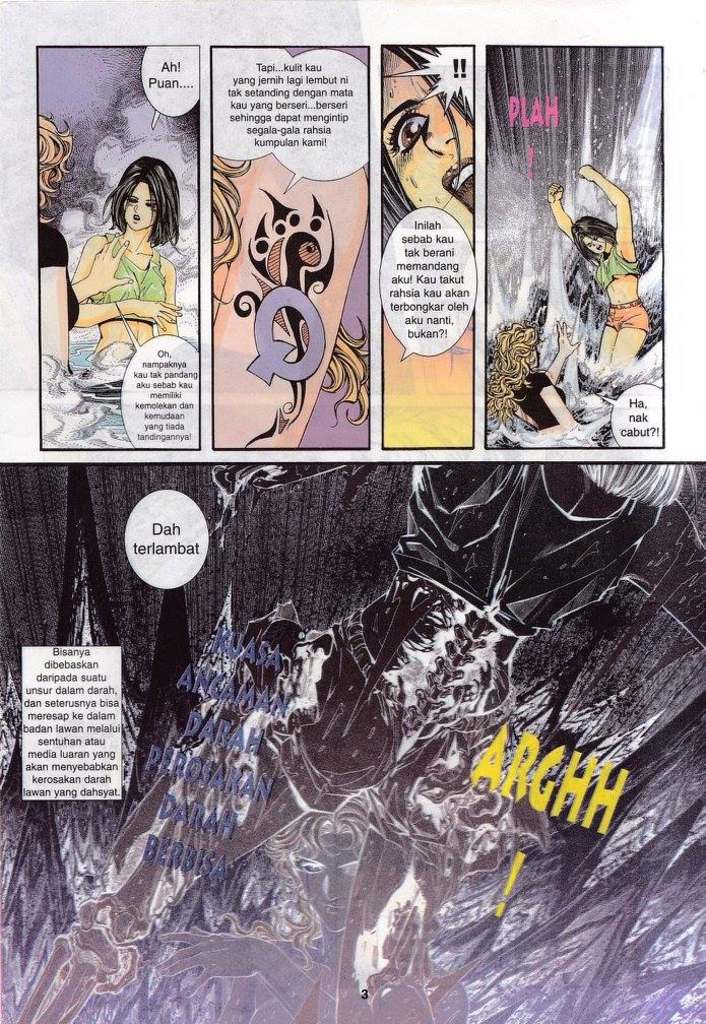 Ah!
Puan....
Oh,
nampaknya
kau tak pandang
aku sebab kau
memiliki
kemolekan dan
kemudaan
yang tiada
tandingannya!
Tapi...kulit kau
yang jernih lagi lembut ni
tak setanding dengan mata
kau yang berseri...berseri
sehingga dapat mengintip
segala-gala rahsia
kumpulan kami!
!!
Inilah
sebab kau
tak berani
memandang
aku! Kau takut
rahsia kau akan
terbongkar oleh
aku nanti,
bukan?!
PLAH
!
Ha,
nak
cabut?!
Dah
terlambat
Bisanya
dibebaskan
daripada suatu
unsur dalam darah,
dan seterusnya bisa
meresap ke dalam
badan lawan melalui
sentuhan atau
media luaran yang
akan menyebabkan
kerosakan darah
lawan yang dahsyat.
KUASA
ANCAMAN
DARAH
PEROSAKAN
DARAH
BERBISA
ARGHH
!
3